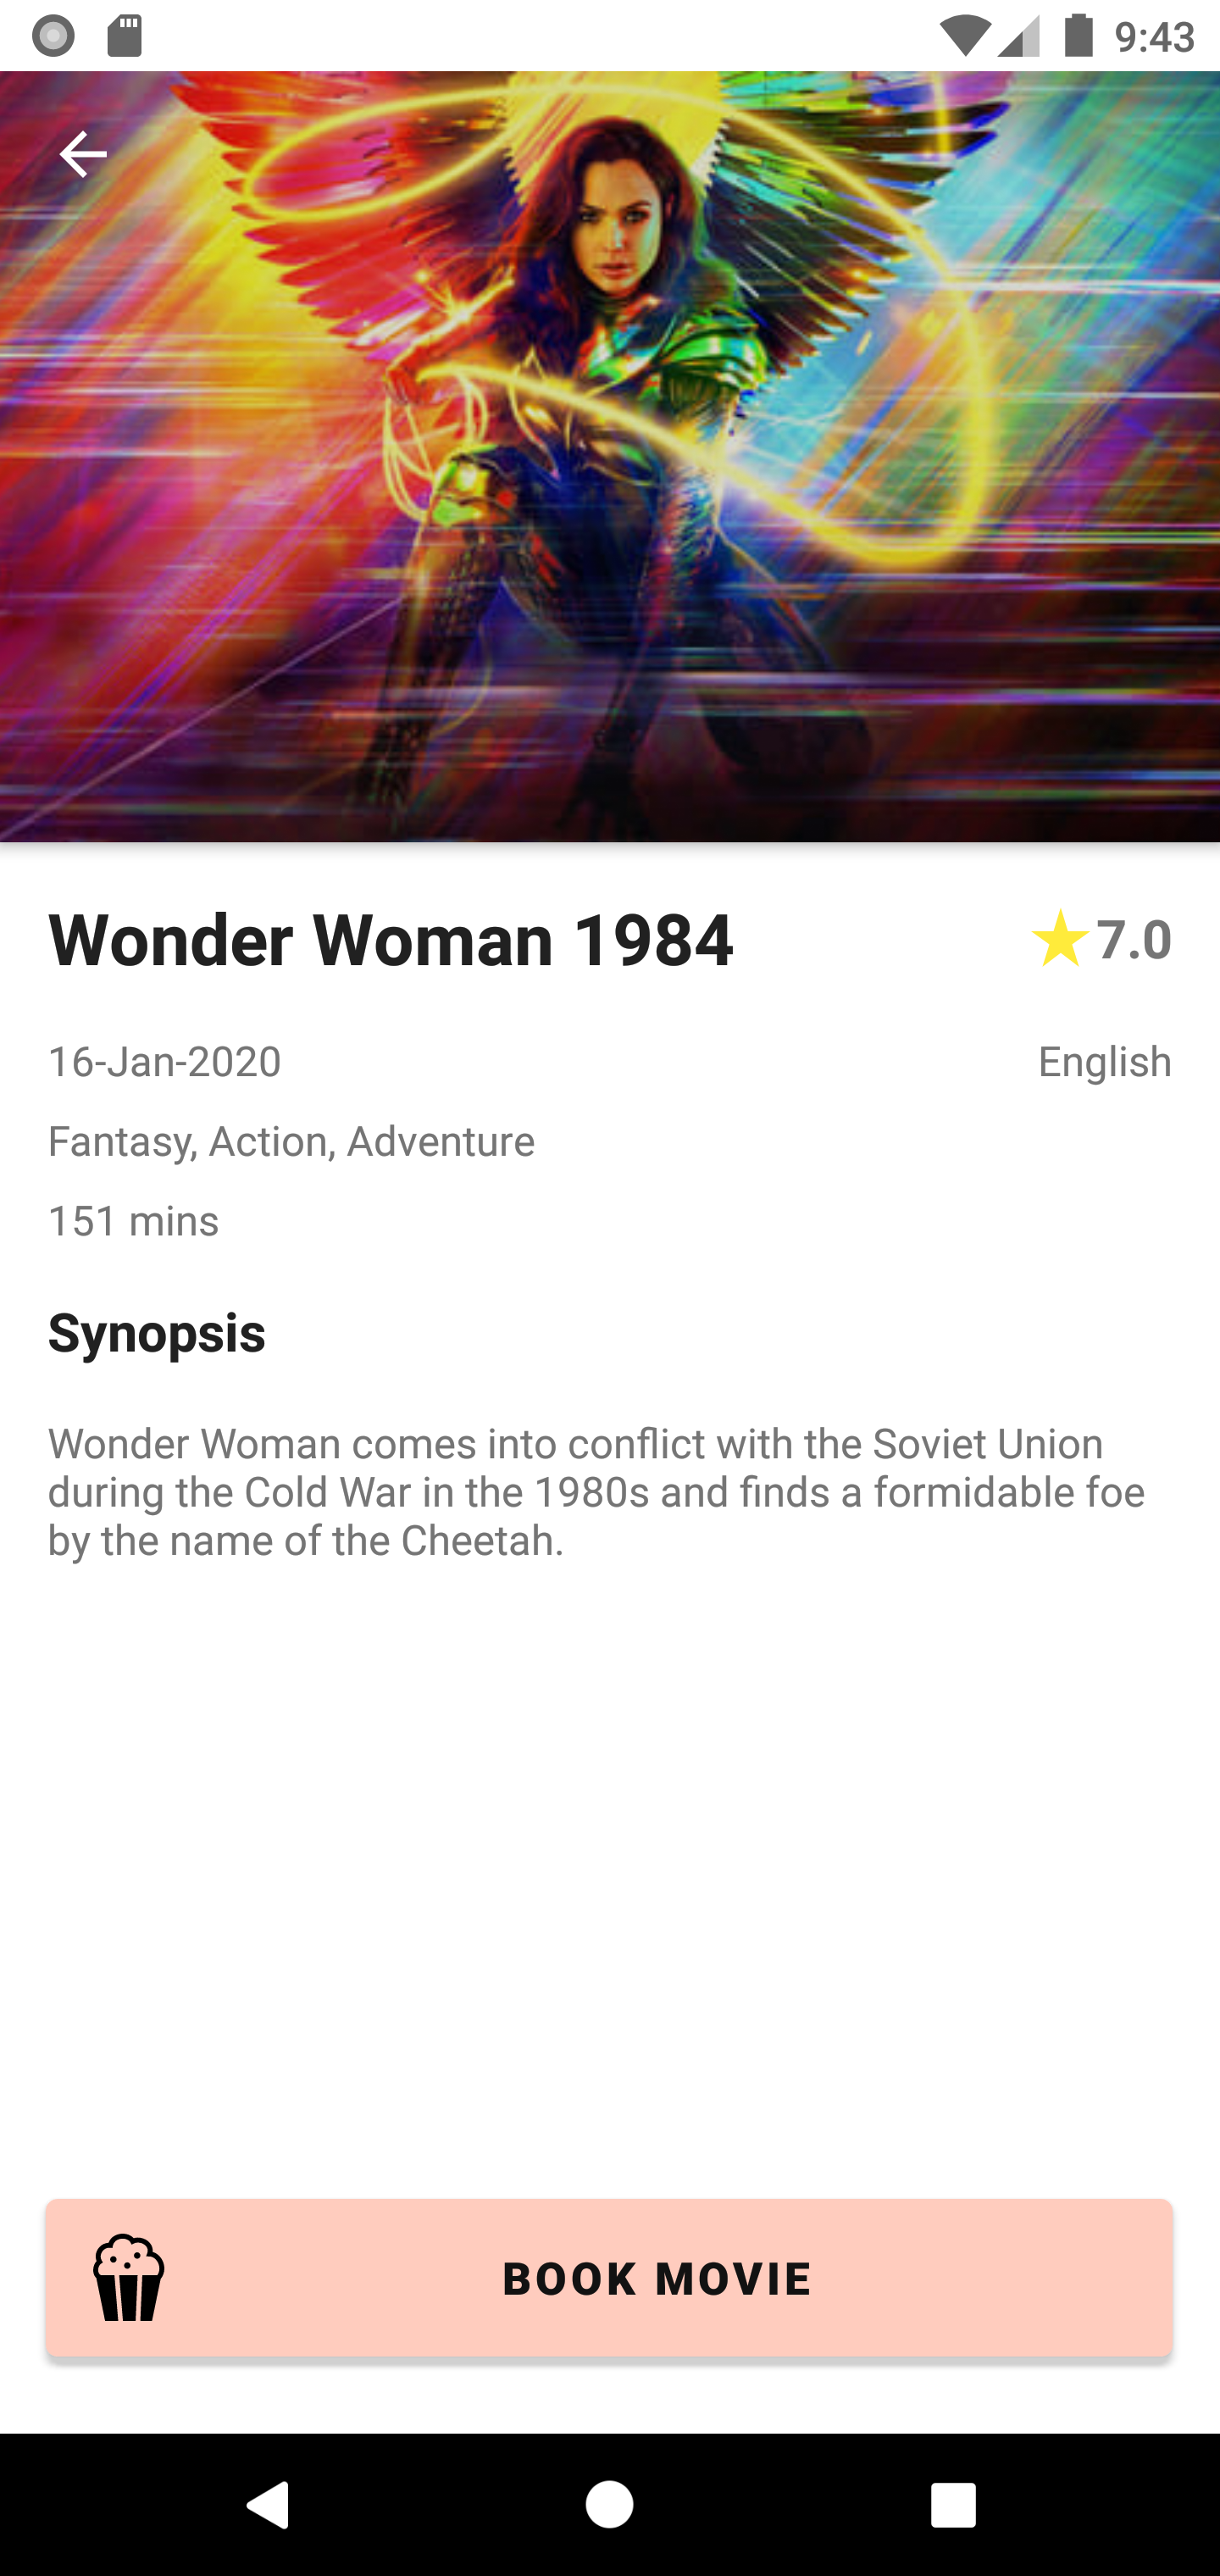 9:43
Wonder Woman 1984
7.0
16-Jan-2020
English
Fantasy, Action, Adventure
151 mins
Synopsis
Wonder Woman comes into conflict with the Soviet Union
during the Cold War in the 1980s and finds a formidable foe
by the name of the Cheetah.
BOOK MOVIE